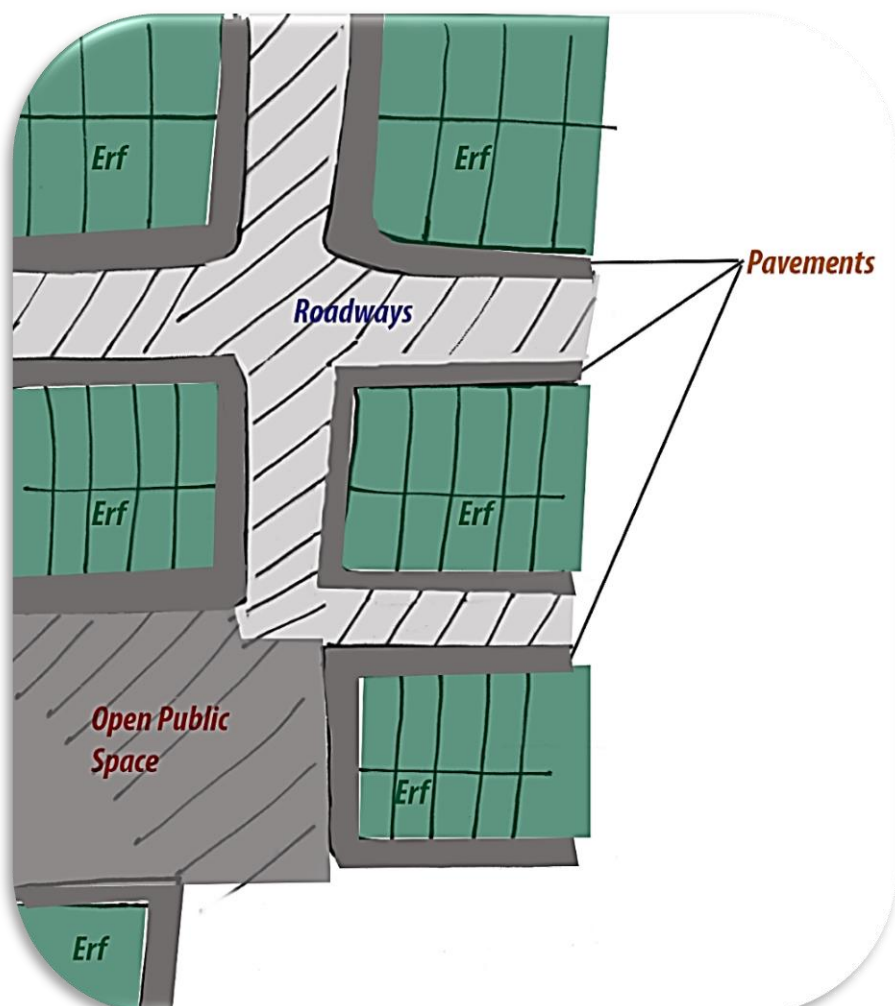 Erf
Erf
Pavements
Roadways
Erf
Erf
Open Public
Space
Erf
Erf